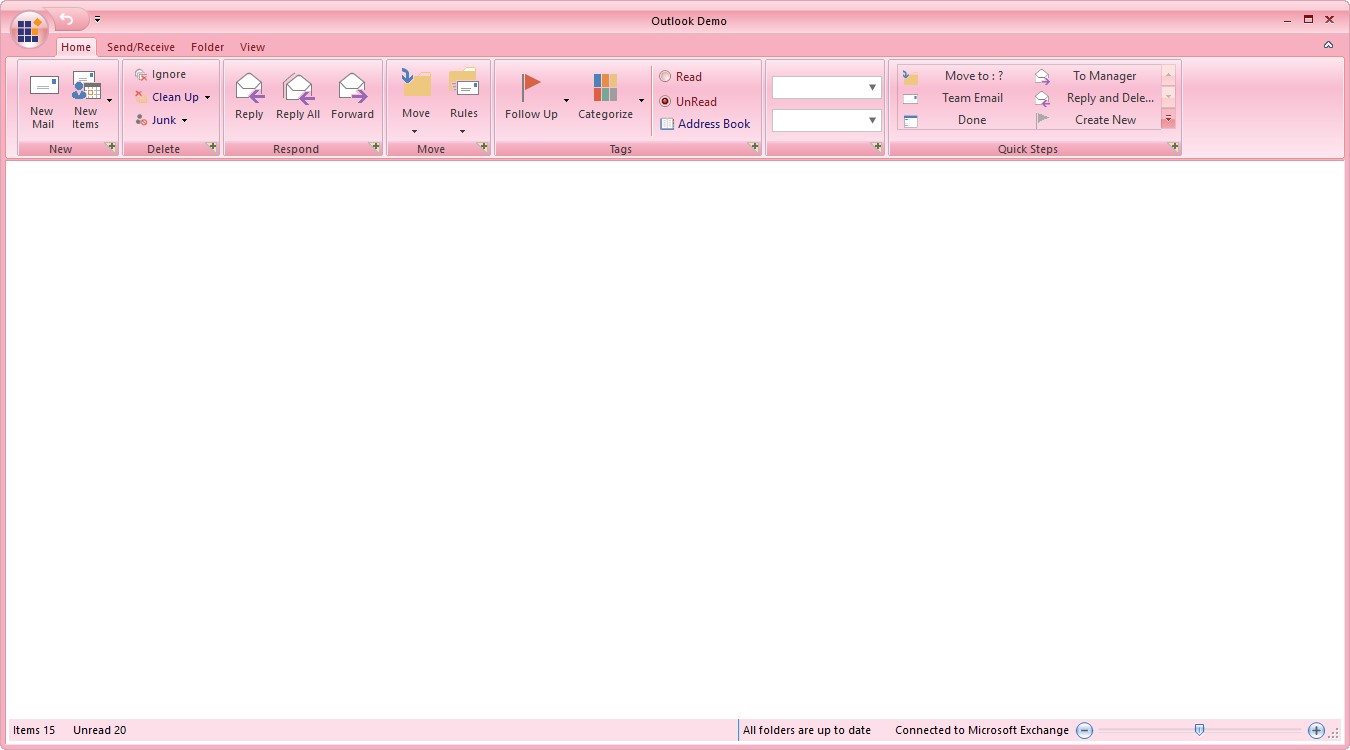 Outlook Demo
Home Send/Receive Folder View
New Mail
New Items
New
Ignore
Clean Up
Junk
Delete
Reply
Reply All
Forward
Respond
Move
Rules
Move
Follow Up
Categorize
Read
UnRead
Address Book
Tags
Move to : ?
To Manager
Team Email
Reply and Dele...
Done
Create New
Quick Steps
Items 15 Unread 20 All folders are up to date Connected to Microsoft Exchange